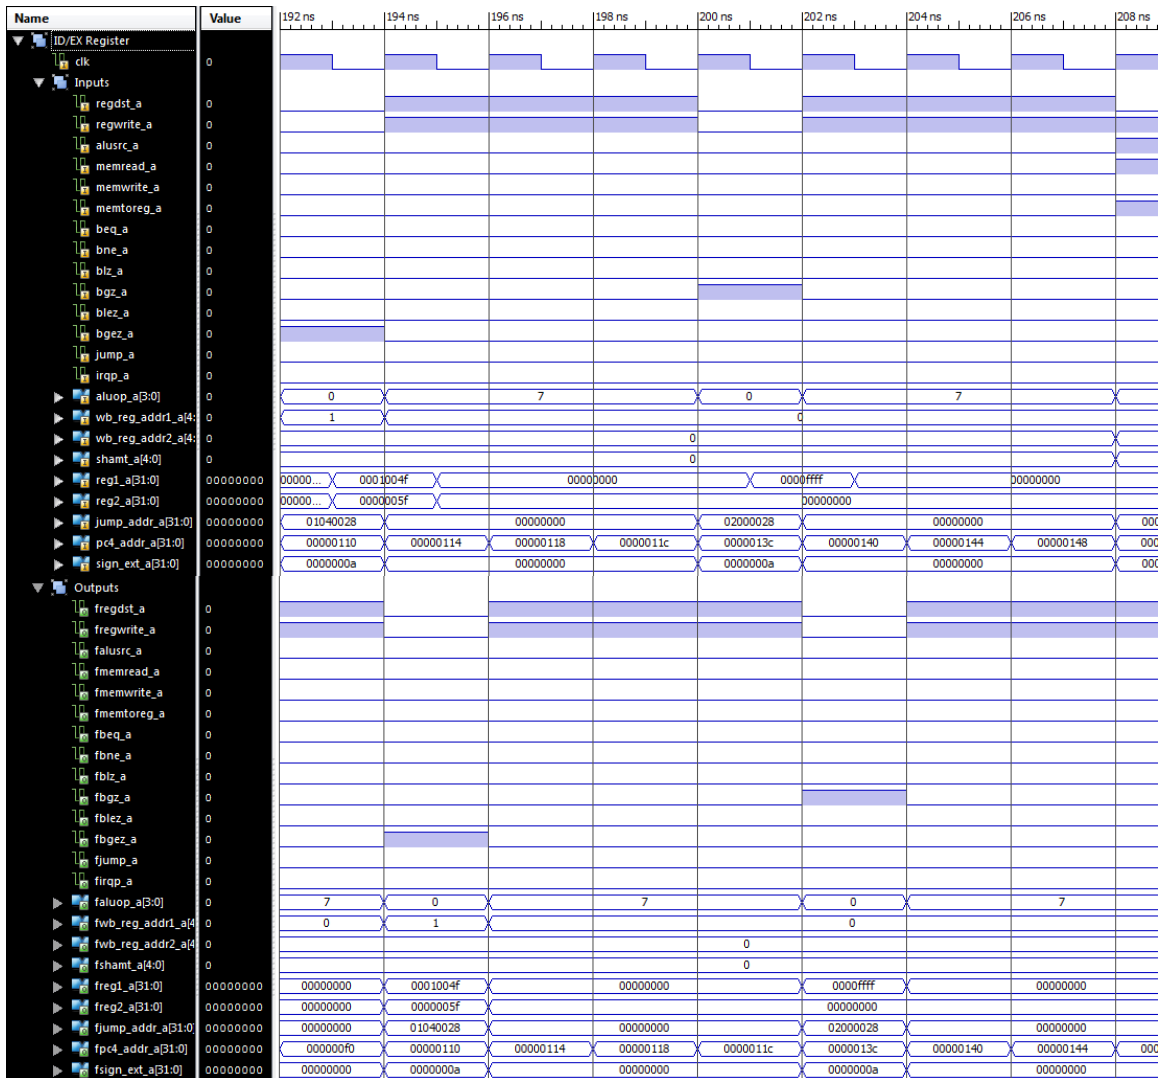 Name Value 192 ns 194 ns 196 ns 198 ns 200 ns 202 ns 204 ns 206 ns 208 ns
ID/EX Register
clk 0
Inputs
regdst_a 0
regwrite_a 0
alusrc_a 0
memread_a 0
memwrite_a 0
memtoreg_a 0
beq_a 0
bne_a 0
blz_a 0
bgz_a 0
blez_a 0
bgez_a 0
jump_a 0
irqp_a 0
aluop_a[3:0] 0 0 7 0 7
wb_reg_addr1_a[4: 0 1 0
wb_reg_addr2_a[4: 0 0
shamt_a[4:0] 0 0
reg1_a[31:0] 00000000 00000... 0001004f 00000000 0000ffff 00000000
reg2_a[31:0] 00000000 00000... 0000005f 00000000
jump_addr_a[31:0] 00000000 01040028 00000000 02000028 00000000 000
pc4_addr_a[31:0] 00000000 00000110 00000114 00000118 0000011c 0000013c 00000140 00000144 00000148 000
sign_ext_a[31:0] 00000000 0000000a 00000000 0000000a 00000000 000
Outputs
fregdst_a 0
fregwrite_a 0
falusrc_a 0
fmemread_a 0
fmemwrite_a 0
fmemtoreg_a 0
fbeq_a 0
fbne_a 0
fblz_a 0
fbgz_a 0
fblez_a 0
fbgez_a 0
fjump_a 0
firqp_a 0
faluop_a[3:0] 0 7 0 7 0 7
fwb_reg_addr1_a[4 0 0 1 0
fwb_reg_addr2_a[4 0 0
fshamt_a[4:0] 0 0
freg1_a[31:0] 00000000 00000000 0001004f 00000000 0000ffff 00000000
freg2_a[31:0] 00000000 00000000 0000005f 00000000
fjump_addr_a[31:0 00000000 00000000 01040028 00000000 02000028 00000000
fpc4_addr_a[31:0] 00000000 000000f0 00000110 00000114 00000118 0000011c 0000013c 00000140 00000144 000
fsign_ext_a[31:0] 00000000 00000000 0000000a 00000000 0000000a 00000000